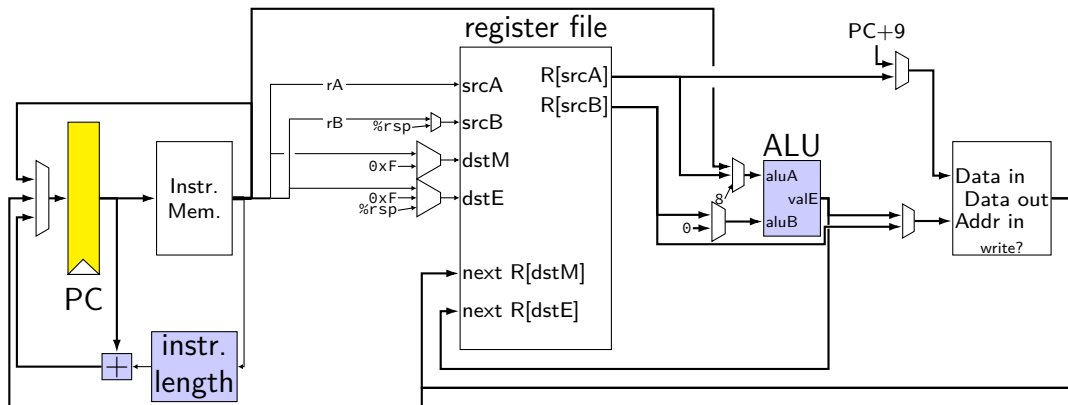 register file
PC+9
R[srcA]
rA
srcA
R[srcB]
rB
%rsp
srcB
ALU
0xF
dstM
aluA
Instr.
Mem.
Data in
0xF
dstE
8
valE
Data out
%rsp
0
aluB
Addr in
write?
next R[dstM]
PC
next R[dstE]
instr.
length
+